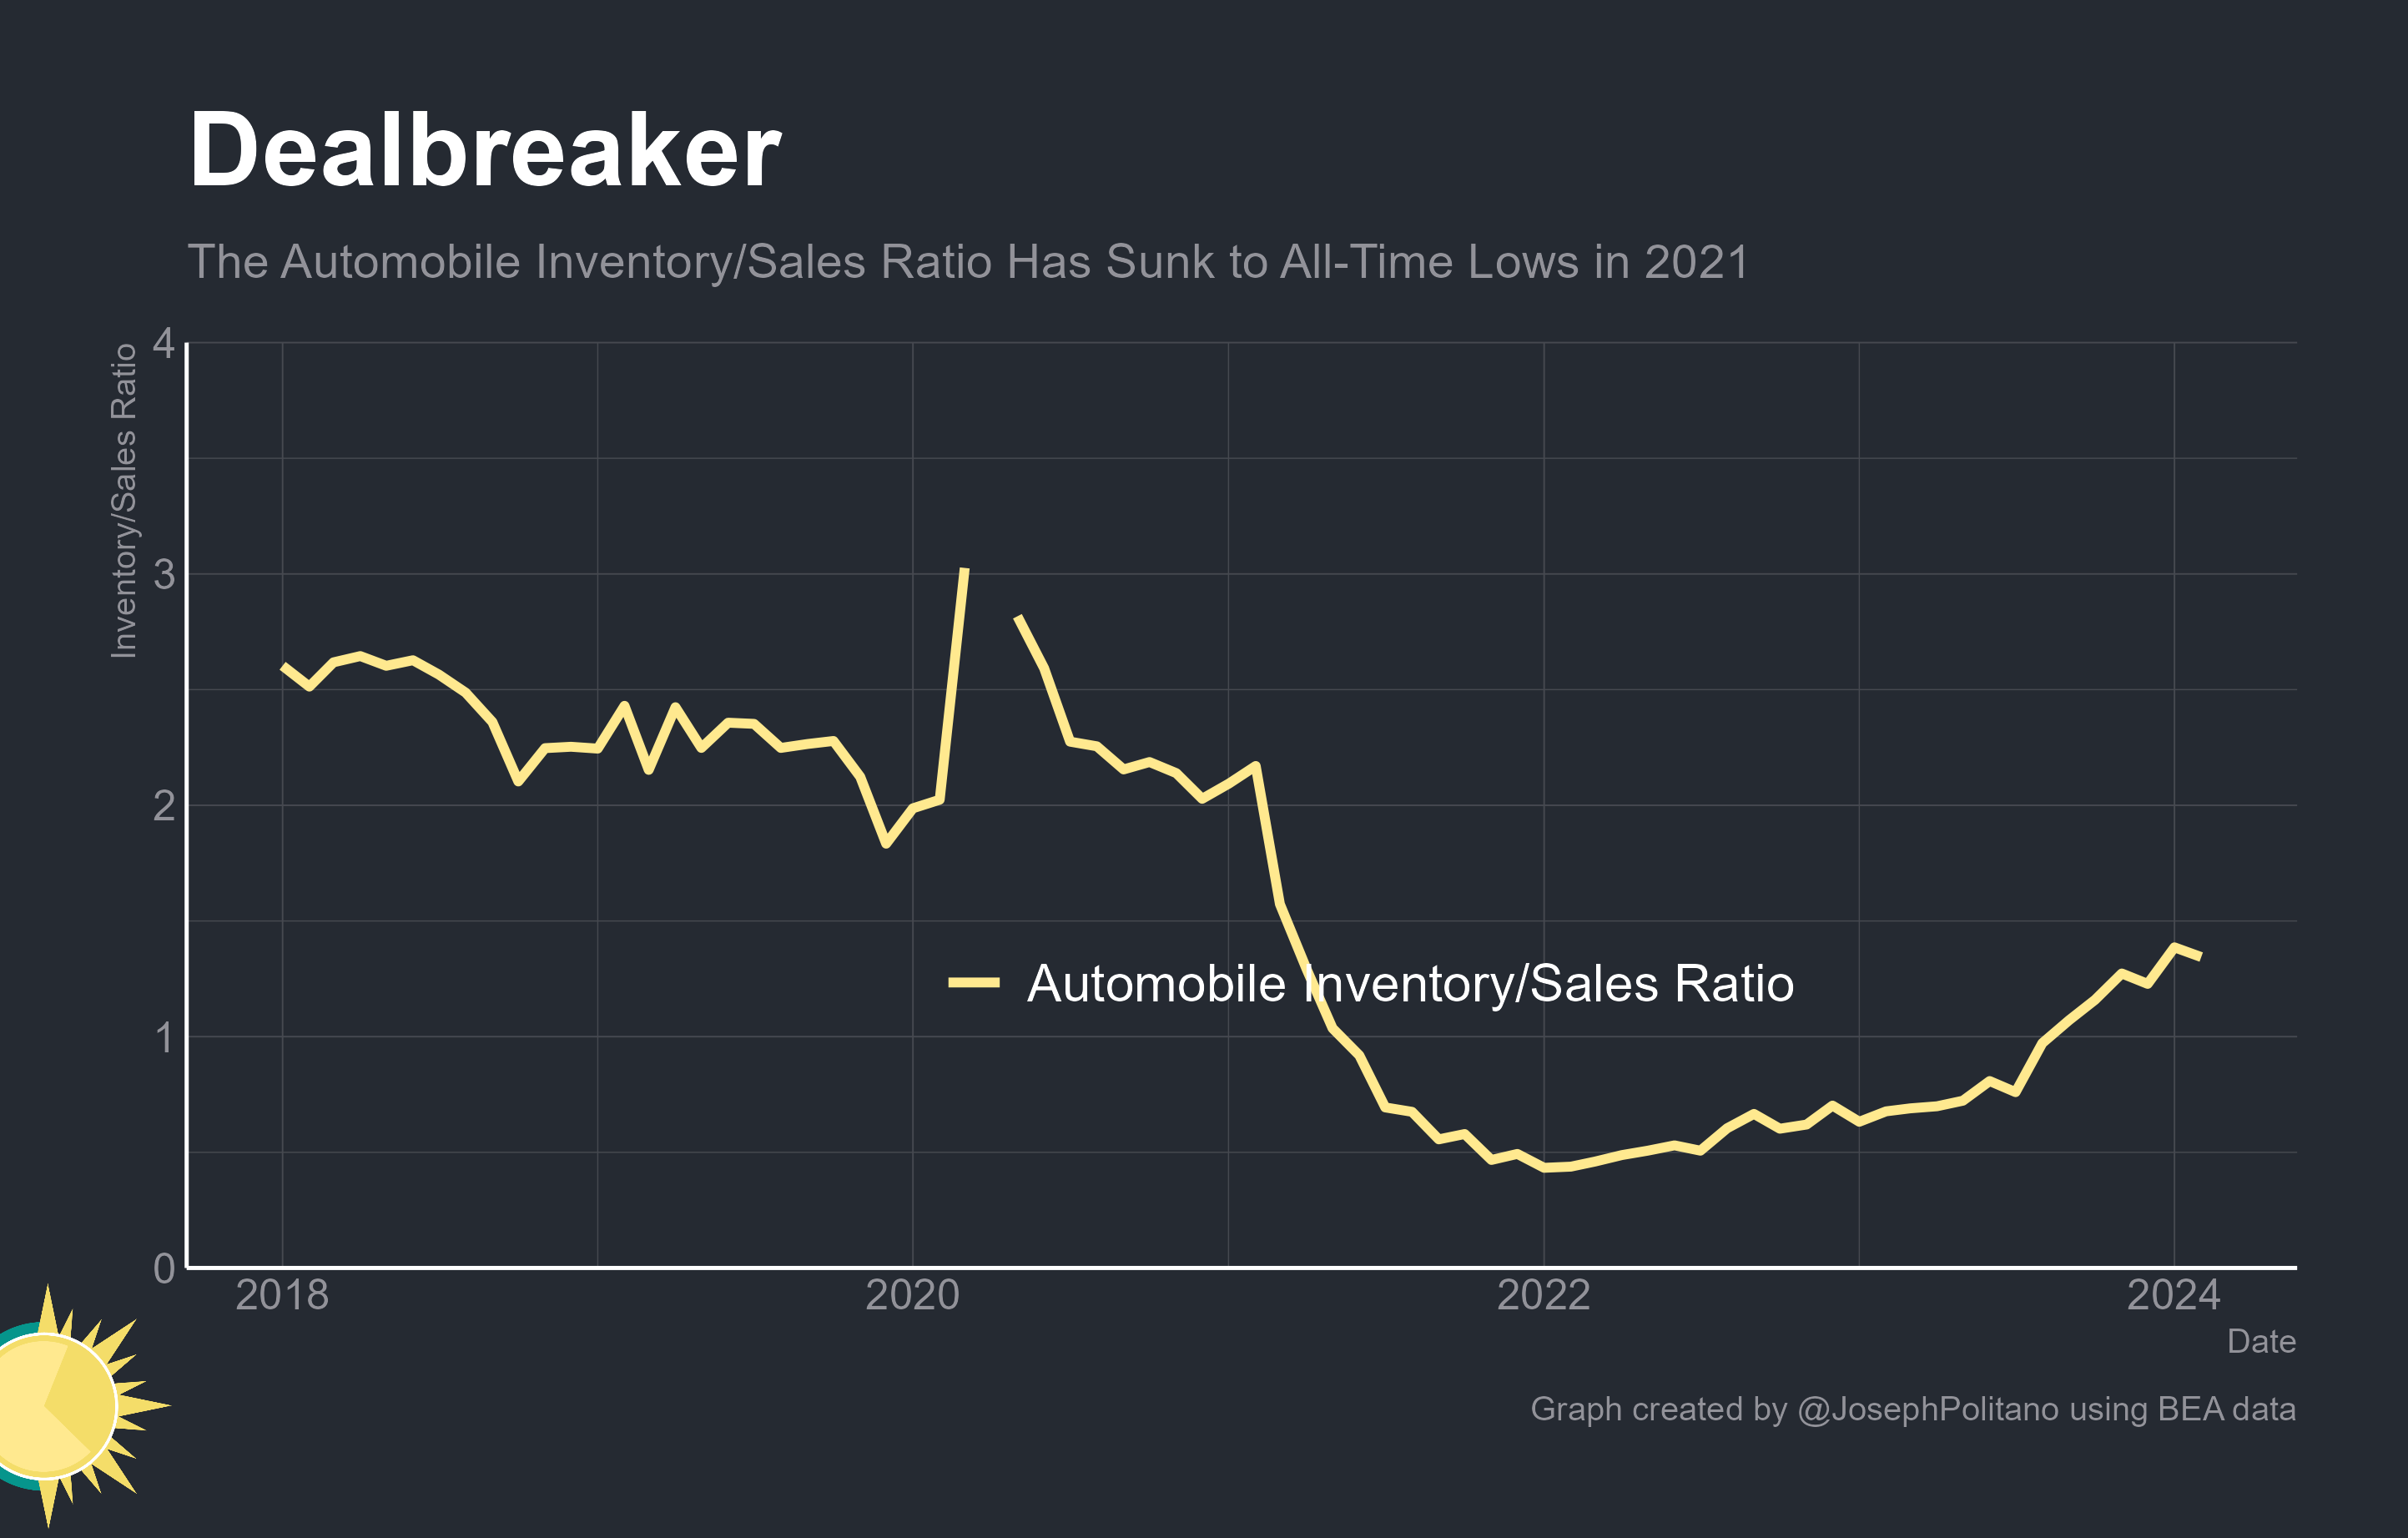 Dealbreaker
The Automobile Inventory/Sales Ratio Has Sunk to All-Time Lows in 2021
Inventory/Sales Ratio
4
3
2
1
0
Automobile Inventory/Sales Ratio
2018
2020
2022
2024
Date
Graph created by @JosephPolitano using BEA data